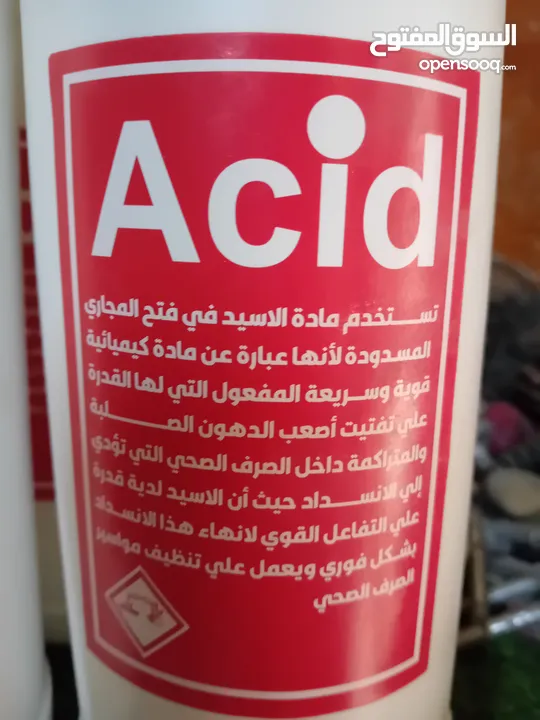 السوق المفتوح
opensooq.com
Acid
تستخدم مادة الاسيد في فتح المجاري
المسدودة لأنها عبارة عن مادة كيميائية
قوية وسريعة المفعول التي لها القدرة
علي تفتيت أصعب الدهون الصلبة
والمتراكمة داخل الصرف الصحي التي تؤدي
إلي الانسداد حيث أن الاسيد لدية قدرة
علي التفاعل القوي لانهاء هذا الانسداد
بشكل فوري ويعمل علي تنظيف مواسير
الصرف الصحي